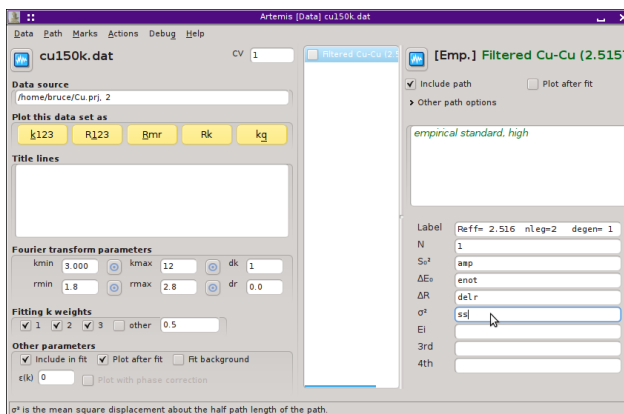 Artemis [Data] cu150k.dat
Data Path Marks Actions Debug Help
cu150k.dat
CV 1
Data source
/home/bruce/Cu.prj, 2
Plot this data set as
k123 R123 Rmr Rk kq
Title lines
Fourier transform parameters
kmin 3.000 kmax 12 dk 1
rmin 1.8 rmax 2.8 dr 0.0
Fitting k weights
1 2 3 other 0.5
Other parameters
Include in fit Plot after fit Fit background
ε(k) 0 Plot with phase correction
Filtered Cu-Cu (2.5
[Emp.] Filtered Cu-Cu (2.515
Include path Plot after fit
Other path options
empirical standard, high
Label Reff= 2.516 nleg=2 degen= 1
N 1
S₀² amp
ΔE₀ enot
ΔR delr
σ² ss
Ei
3rd
4th
σ² is the mean square displacement about the half path length of the path.